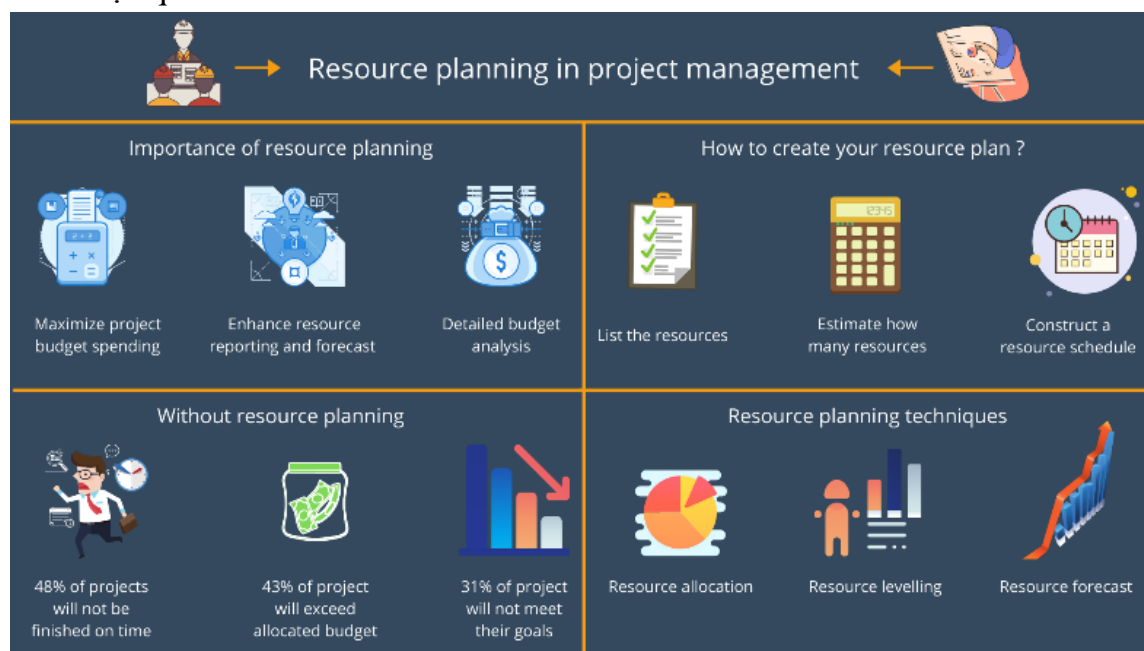 Resource planning in project management
Importance of resource planning
Maximize project
budget spending
Enhance resource
reporting and forecast
Detailed budget
analysis
How to create your resource plan ?
12345
List the resources
Estimate how
many resources
Construct a
resource schedule
Without resource planning
48% of projects
will not be
finished on time
43% of project
will exceed
allocated budget
31% of project
will not meet
their goals
Resource planning techniques
Resource allocation
Resource levelling
Resource forecast